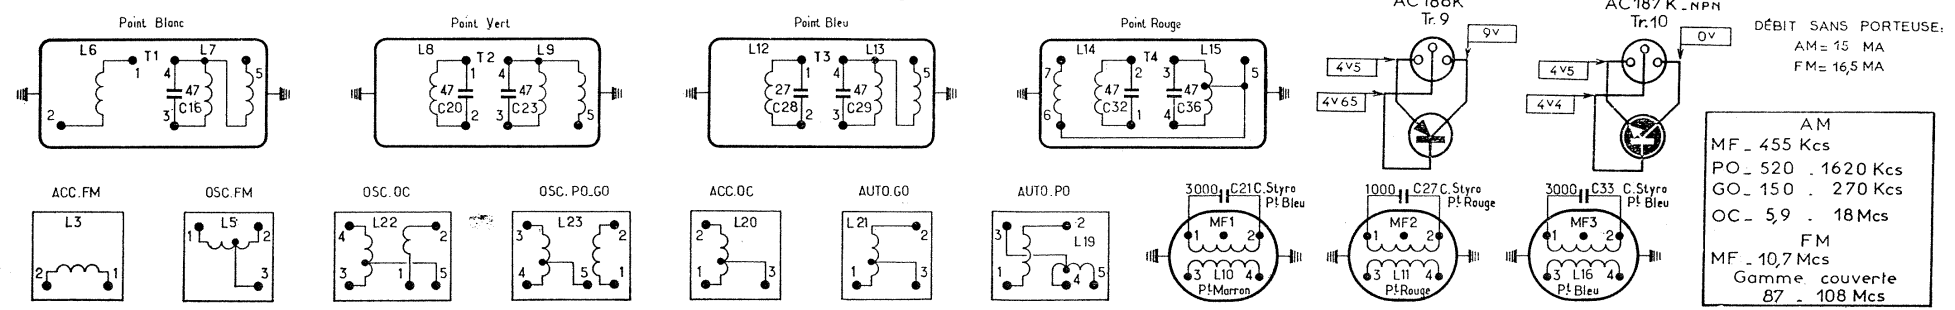 Point Blanc
L6 T1 L7
1 4 5
47
C16
2 3
Point Vert
L8 T2 L9
1 4
47 47
C20 C23
2 3 5
Point Bleu
L12 T3 L13
1 4 5
27 47
C28 C29
2 3
Point Rouge
L14 T4 L15
7 2 3 5
47 47
C32 C36
6 1 4
AC188K
Tr.9
9V
4V5
4V65
AC187K_NPN
Tr.10
0V
4V5
4V4
DÉBIT SANS PORTEUSE:
AM= 15 MA
FM= 16,5 MA
ACC.FM
L3
2 1
OSC.FM
L5
1 2
3
OSC.OC
L22
4 2
3 1 5
OSC.PO_GO
L23
3 2
4 5 1
ACC.OC
L20
2
1 3
AUTO.GO
L21
2
1 3
AUTO.PO
3 2
L19
1 4 5
3000 C21 C.Styro
Pt Bleu
MF1
1 2
3 L10 4
Pt Marron
1000 C27 C.Styro
Pt Rouge
MF2
1 2
3 L11 4
Pt Rouge
3000 C33 C.Styro
Pt Bleu
MF3
1 2
3 L16 4
Pt Bleu
AM
MF_ 455 Kcs
PO_ 520 _ 1620 Kcs
GO_ 150 _ 270 Kcs
OC_ 5,9 _ 18 Mcs
FM
MF_ 10,7 Mcs
Gamme couverte
87 _ 108 Mcs